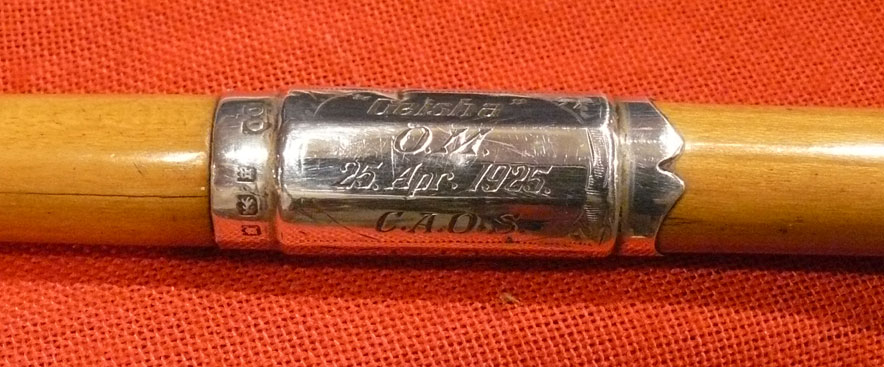 "Geisha"
O.M.
25. Apr. 1925.
C.A.O.S.